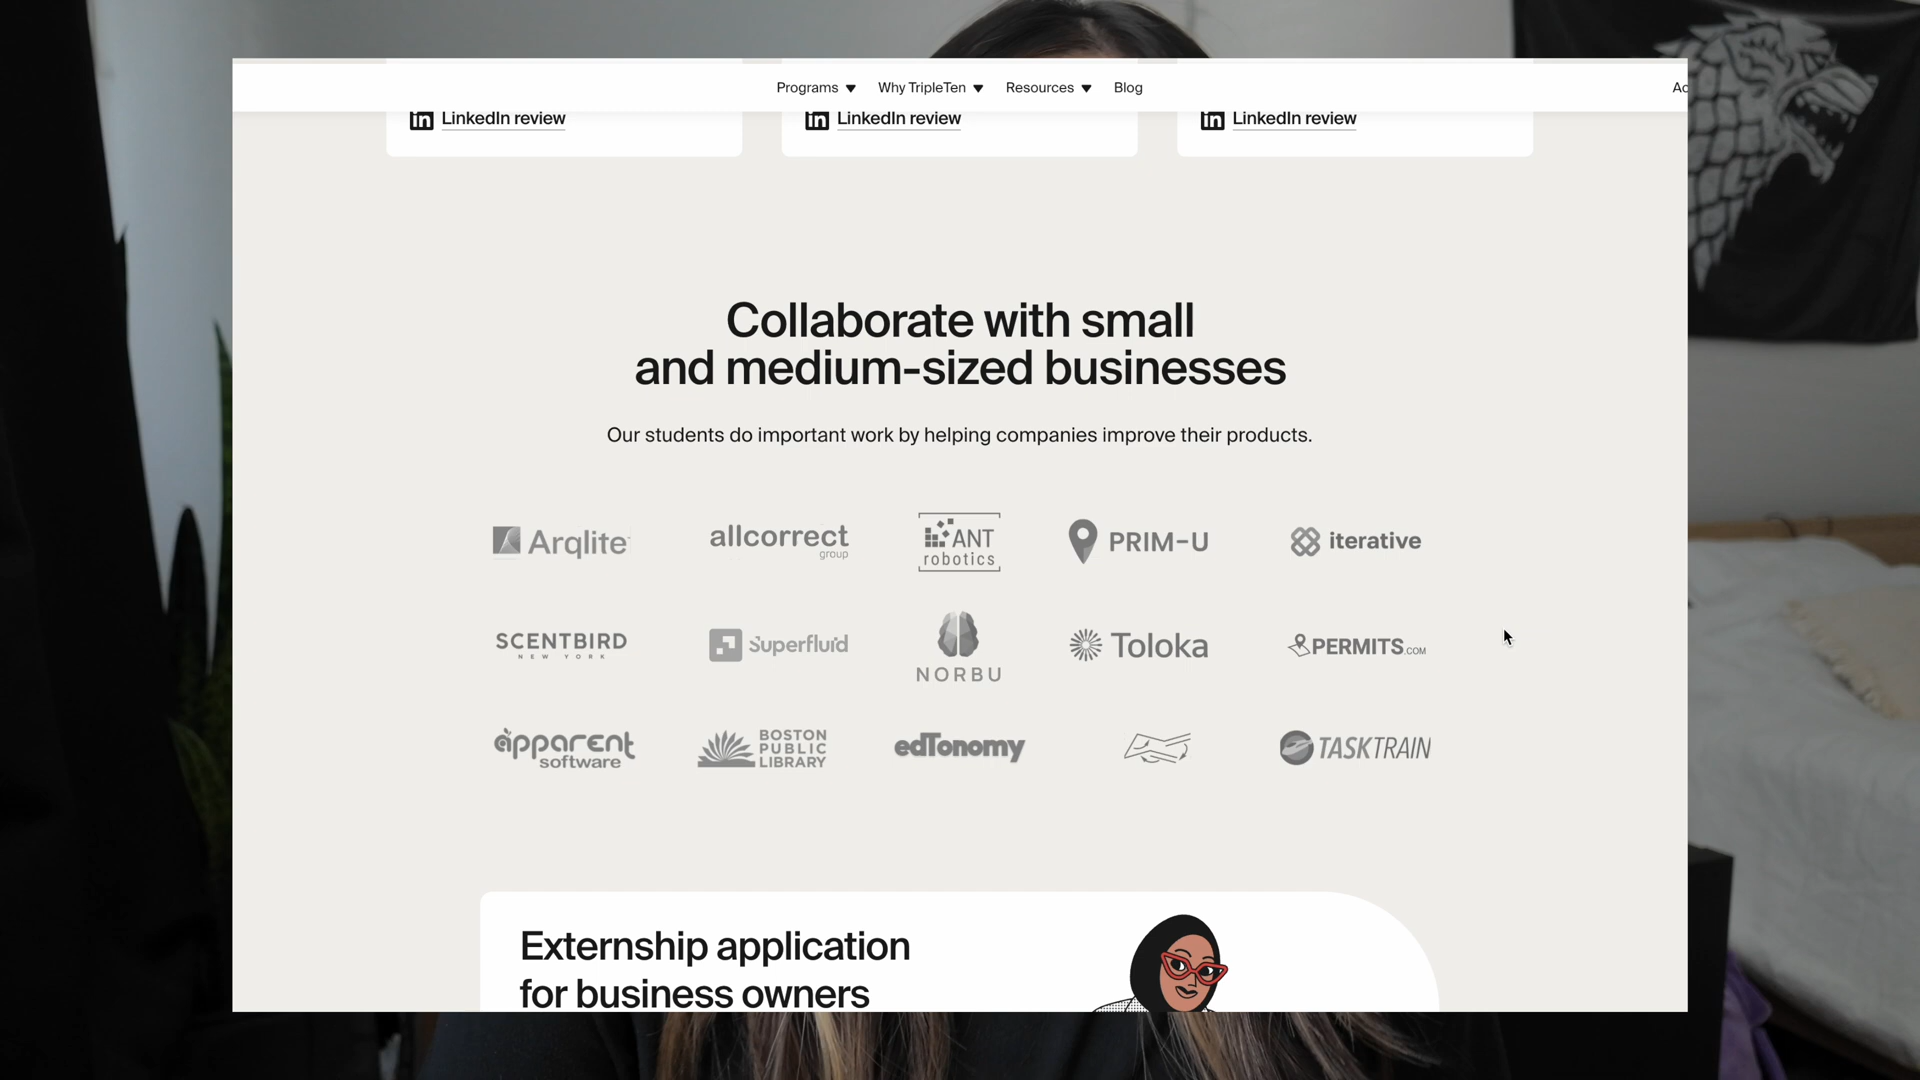 Programs Why TripleTen Resources Blog
LinkedIn review LinkedIn review LinkedIn review
Collaborate with small
and medium-sized businesses
Our students do important work by helping companies improve their products.
Arqlite allcorrect group ANT robotics PRIM-U iterative
SCENTBIRD NEW YORK Superfluid NORBU Toloka PERMITS.COM
apparent software BOSTON PUBLIC LIBRARY edTonomy TASKTRAIN
Externship application
for business owners